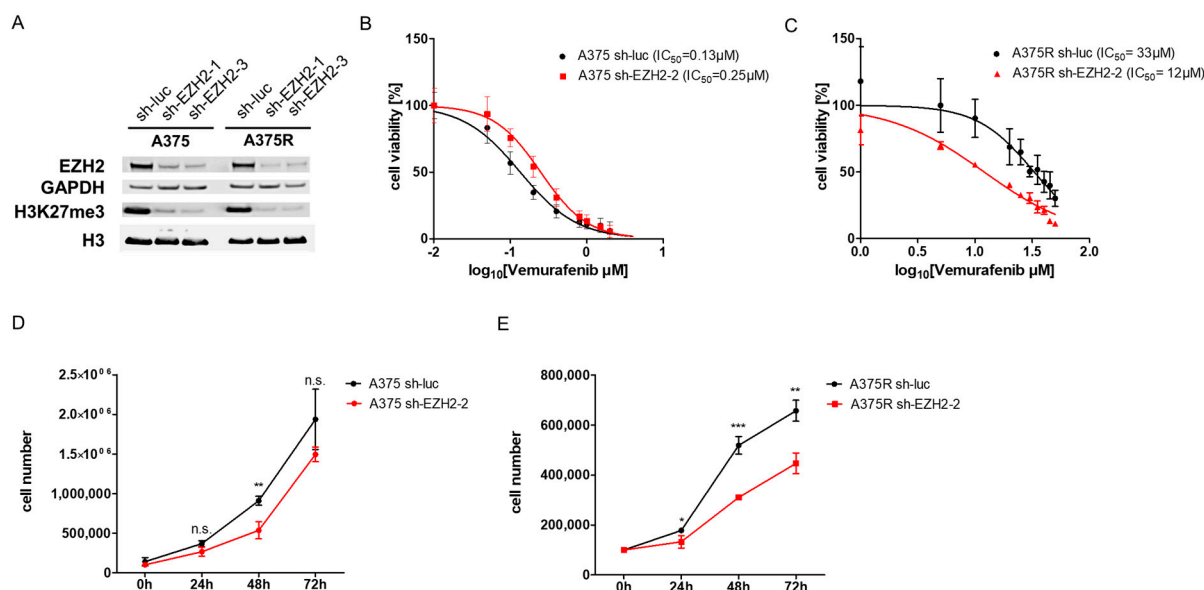 A
sh-luc
sh-EZH2-1
sh-EZH2-3
sh-luc
sh-EZH2-1
sh-EZH2-3
A375
A375R
EZH2
GAPDH
H3K27me3
H3
B
A375 sh-luc (IC50=0.13µM)
A375 sh-EZH2-2 (IC50=0.25µM)
cell viability [%]
150
100
50
0
-2
-1
0
1
log10[Vemurafenib µM]
C
A375R sh-luc (IC50= 33µM)
A375R sh-EZH2-2 (IC50= 12µM)
cell viability [%]
150
100
50
0
0.0
0.5
1.0
1.5
2.0
log10[Vemurafenib µM]
D
A375 sh-luc
A375 sh-EZH2-2
cell number
2.5×10⁰⁶
2.0×10⁰⁶
1.5×10⁰⁶
1,000,000
500,000
0
n.s.
**
n.s.
0h
24h
48h
72h
E
A375R sh-luc
A375R sh-EZH2-2
cell number
800,000
600,000
400,000
200,000
0
*
***
**
0h
24h
48h
72h